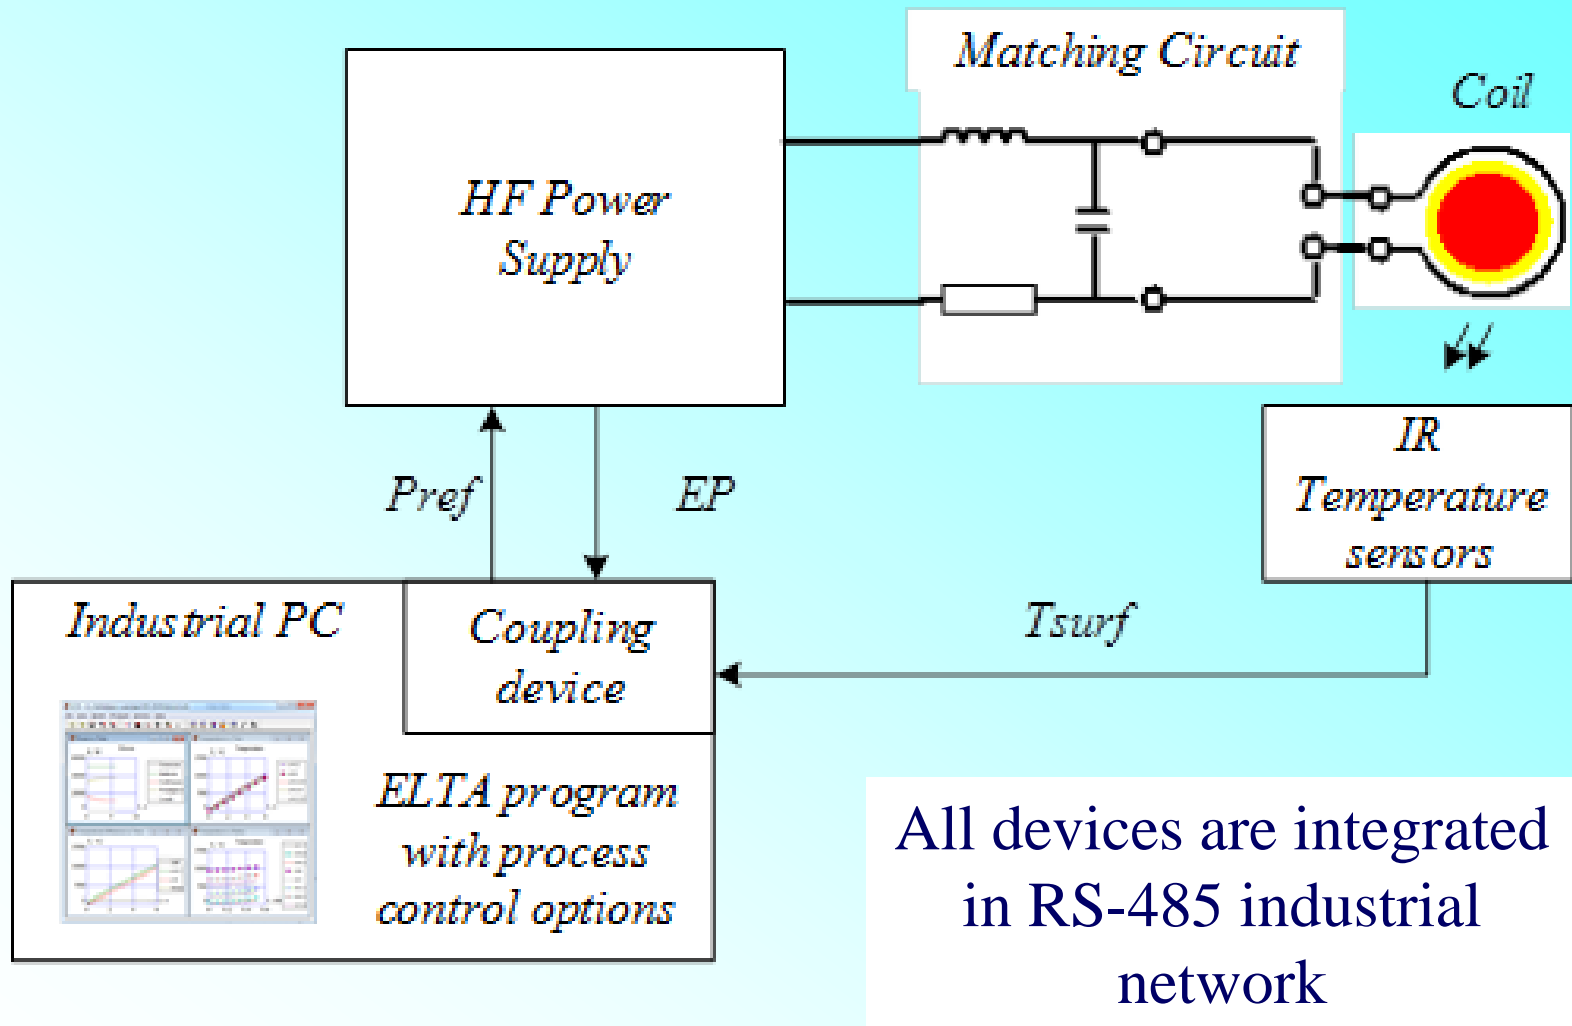 Matching Circuit
Coil
HF Power
Supply
Pref
EP
IR
Temperature
sensors
Industrial PC
Coupling
device
Tsurf
ELTA program
with process
control options
All devices are integrated
in RS-485 industrial
network